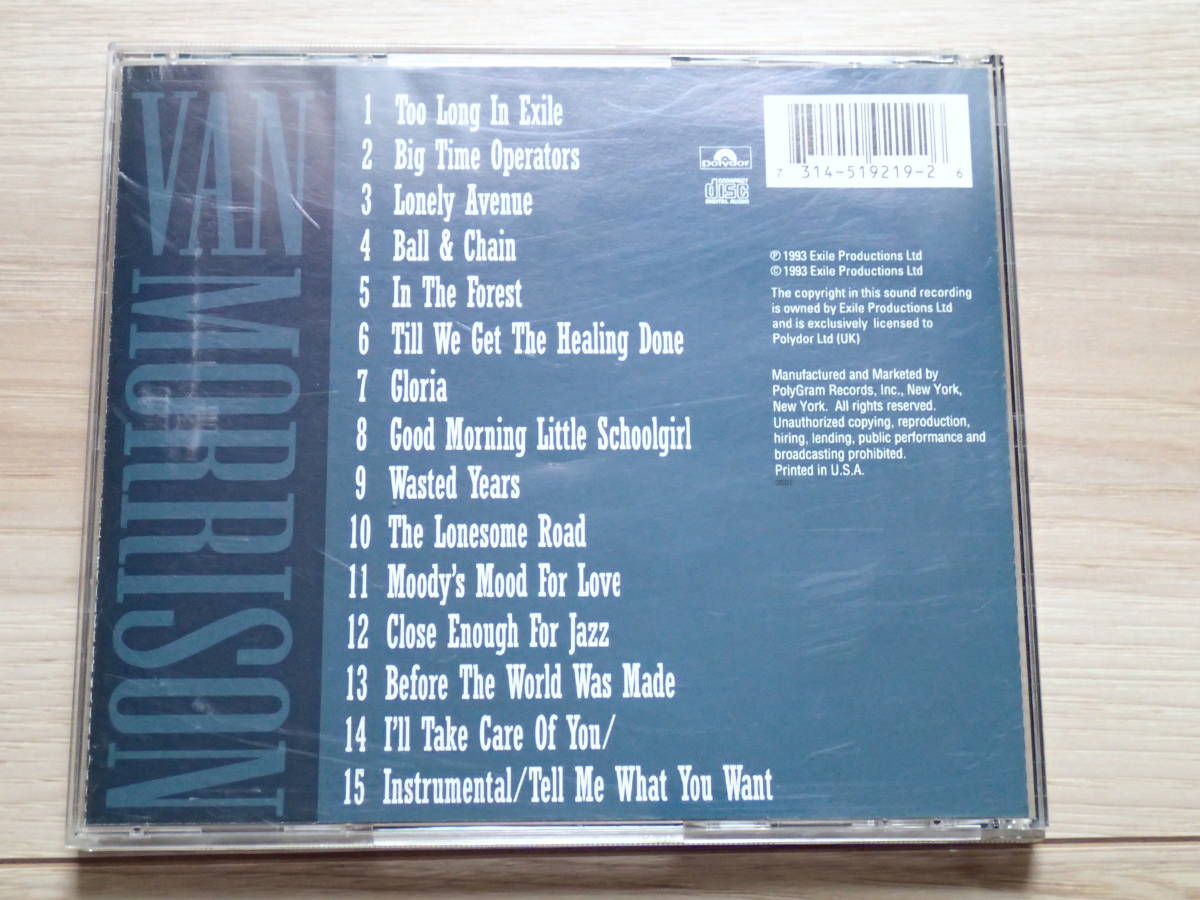 VAN MORRISON
1 Too Long In Exile
2 Big Time Operators
3 Lonely Avenue
4 Ball & Chain
5 In The Forest
6 Till We Get The Healing Done
7 Gloria
8 Good Morning Little Schoolgirl
9 Wasted Years
10 The Lonesome Road
11 Moody's Mood For Love
12 Close Enough For Jazz
13 Before The World Was Made
14 I'll Take Care Of You/
15 Instrumental/Tell Me What You Want
Polydor
COMPACT
disc
DIGITAL AUDIO
7 314-519219-2 6
℗ 1993 Exile Productions Ltd
© 1993 Exile Productions Ltd
The copyright in this sound recording
is owned by Exile Productions Ltd
and is exclusively licensed to
Polydor Ltd (UK)
Manufactured and Marketed by
PolyGram Records, Inc., New York,
New York. All rights reserved.
Unauthorized copying, reproduction,
hiring, lending, public performance and
broadcasting prohibited.
Printed in U.S.A.